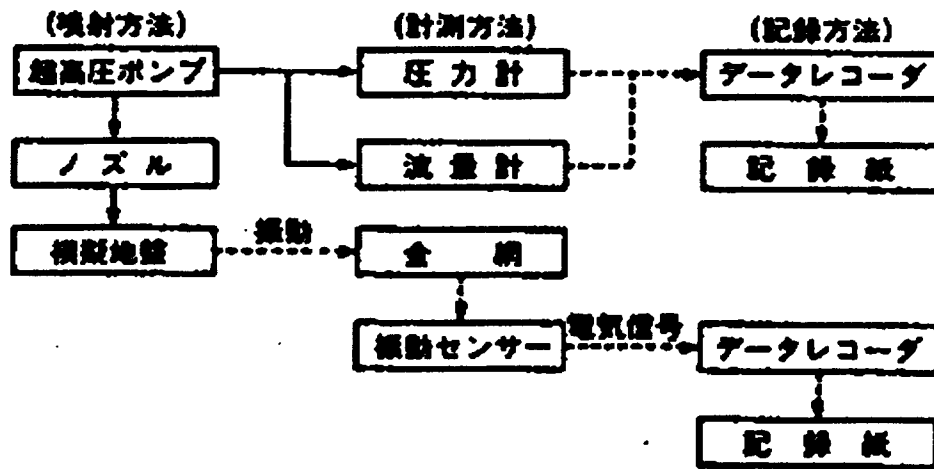 (噴射方法)
(計測方法)
(記録方法)
超高圧ポンプ
圧力計
データレコーダ
ノズル
流量計
記録紙
模擬地盤
振動
金網
振動センサー
電気信号
データレコーダ
記録紙